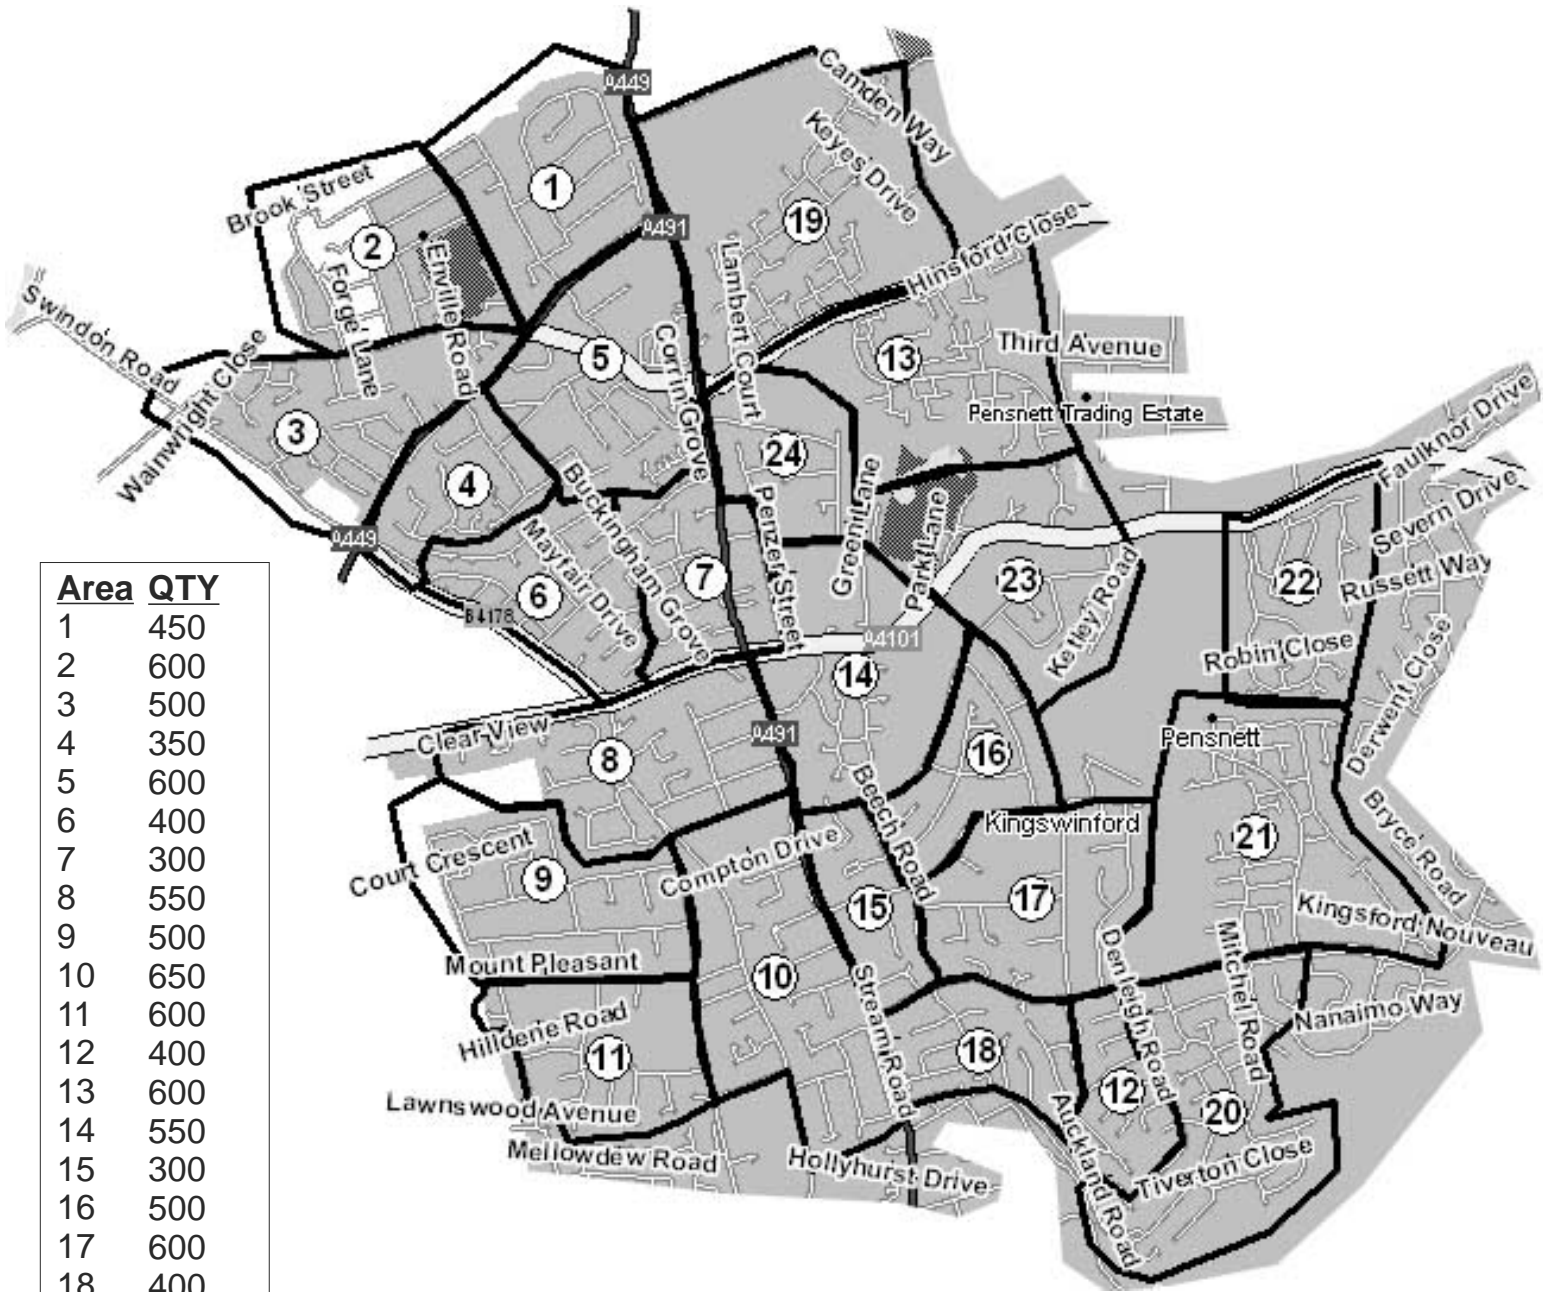 A449
Camden Way
Keyes Drive
Brook Street
1
A491
19
2
Enville Road
Lambert Court
Hinsford Close
Swindon Road
Forge Lane
Wainwright Close
5
Corrin Grove
13
Third Avenue
Pensnett Trading Estate
Faulknor Drive
3
24
4
Buckingham Grove
Penzer Street
Green Lane
Park Lane
Severn Drive
A449
Mayfair Drive
7
23
22
Russett Way
6
B4178
Ketley Road
A4101
Robin Close
Derwent Close
14
Clear View
A491
Pensnett
8
16
Beech Road
Kingswinford
21
Bryce Road
Court Crescent
Compton Drive
9
15
17
Kingsford Nouveau
Mount Pleasant
10
Stream Road
Denleigh Road
Mitchel Road
Nanaimo Way
Hilldene Road
11
18
12
20
Lawnswood Avenue
Auckland Road
Mellowdew Road
Hollyhurst Drive
Tiverton Close
Area QTY
1 450
2 600
3 500
4 350
5 600
6 400
7 300
8 550
9 500
10 650
11 600
12 400
13 600
14 550
15 300
16 500
17 600
18 400